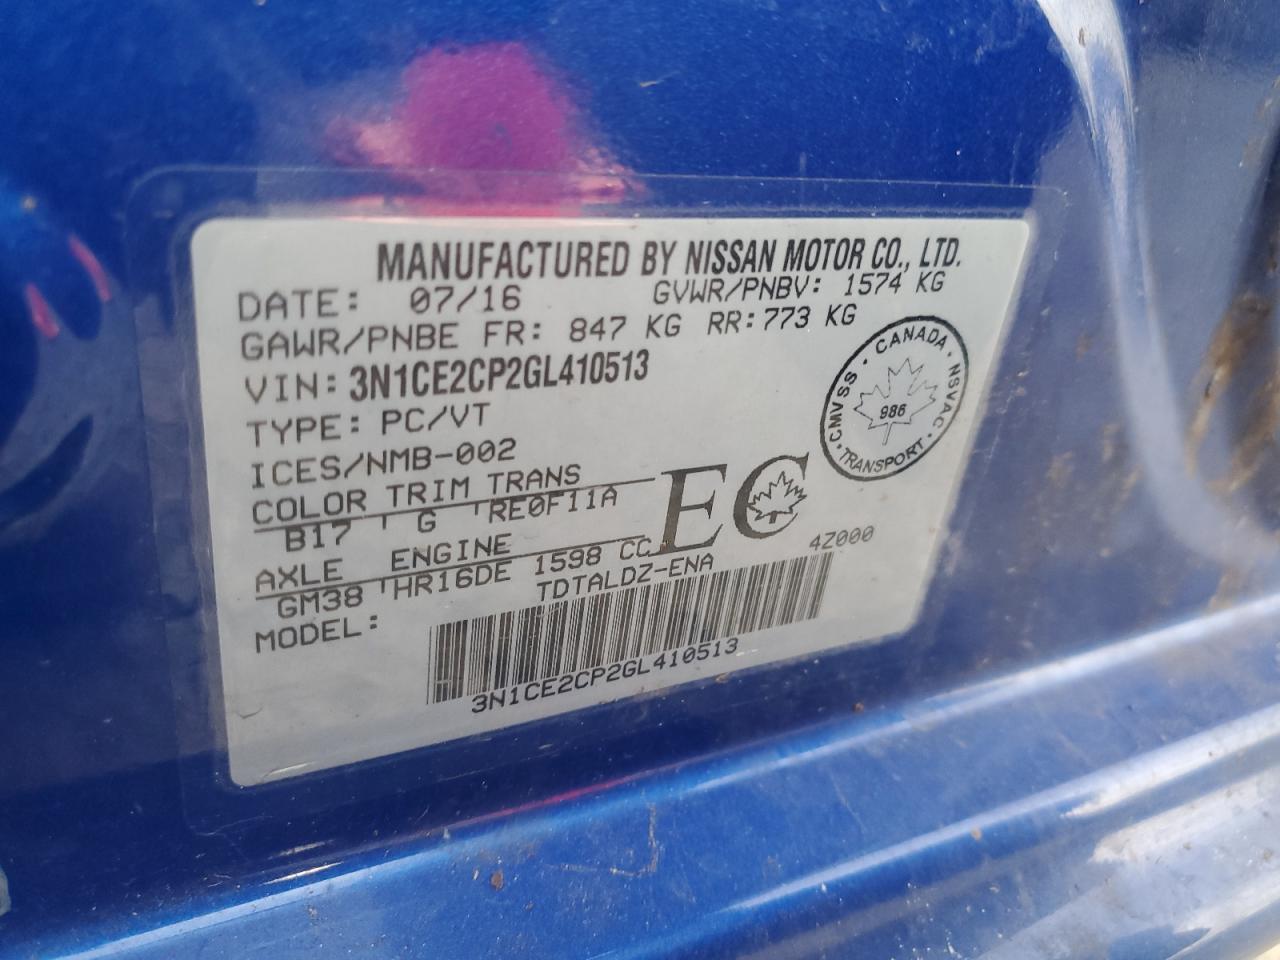 MANUFACTURED BY NISSAN MOTOR CO., LTD.
DATE: 07/16 GVWR/PNBV: 1574 KG
GAWR/PNBE FR: 847 KG RR:773 KG
VIN: 3N1CE2CP2GL410513
TYPE: PC/VT
ICES/NMB-002
CANADA · NSVAC · TRANSPORT · CMVSS ·
986
COLOR TRIM TRANS
B17 G RE0F11A
EC
AXLE ENGINE
GM38 HR16DE 1598 CC
4Z000
MODEL: TDTALDZ-ENA
3N1CE2CP2GL410513